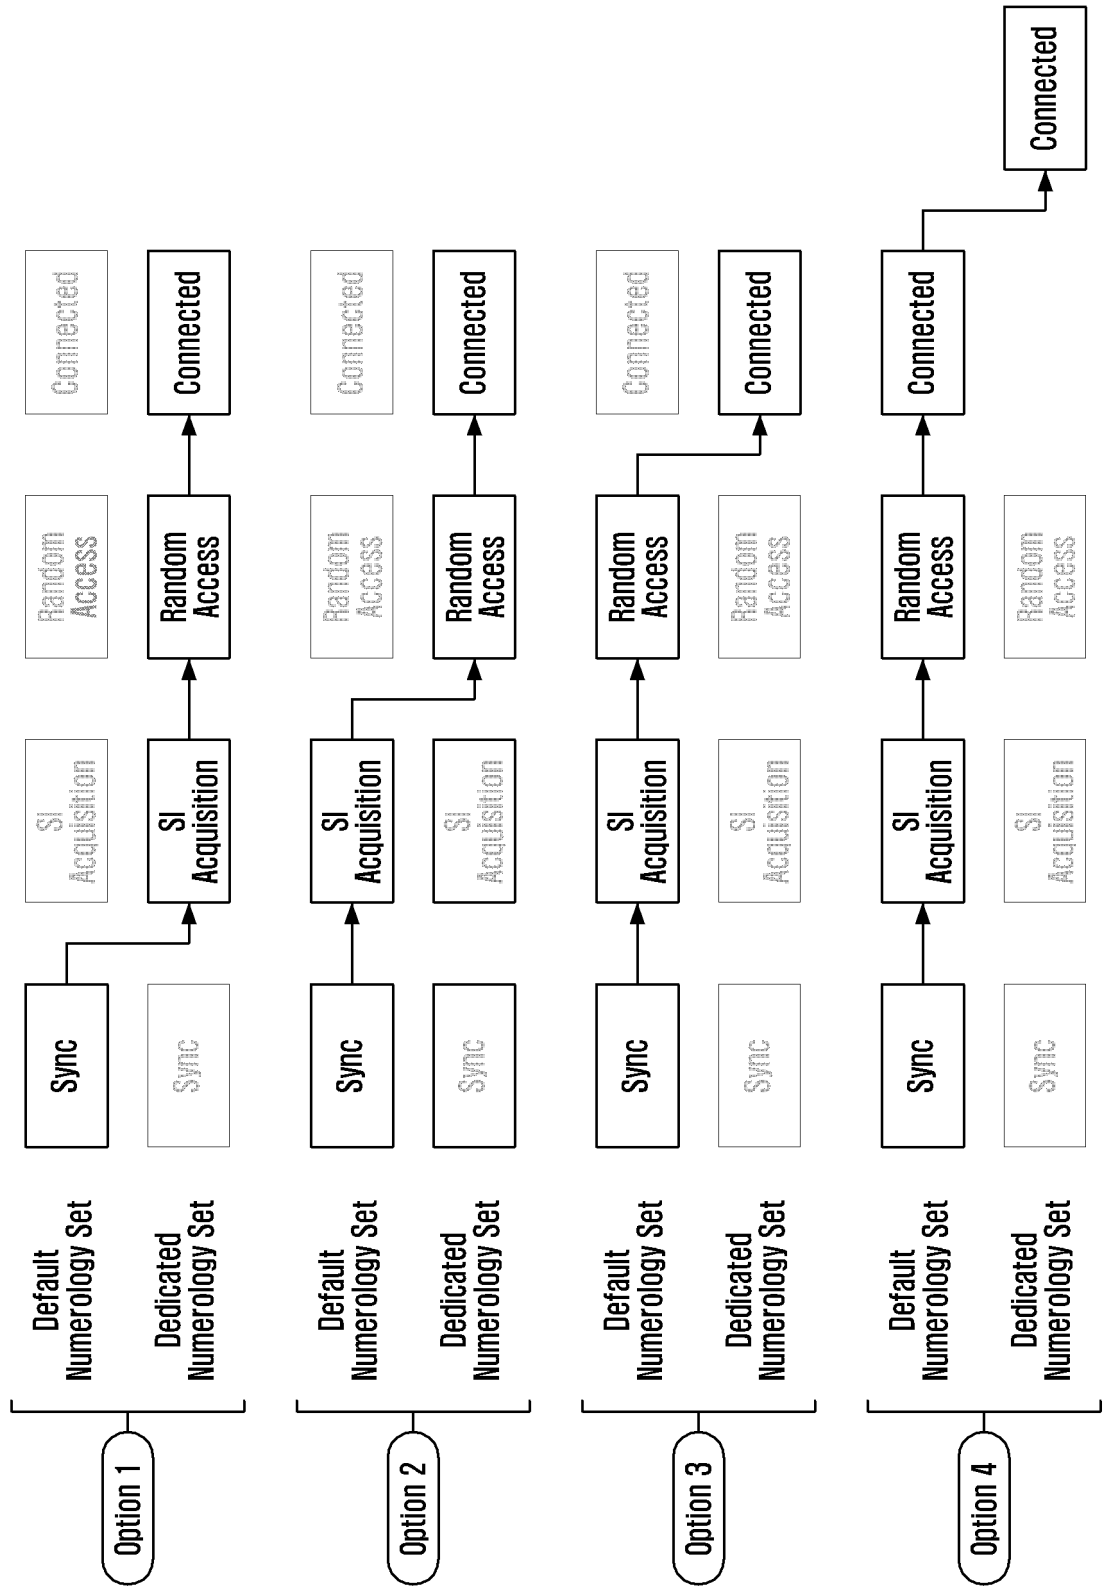 Option 1
Default
Numerology Set
Sync
SI
Acquisition
Random
Access
Connected
Dedicated
Numerology Set
Sync
SI
Acquisition
Random
Access
Connected
Option 2
Default
Numerology Set
Sync
SI
Acquisition
Random
Access
Connected
Dedicated
Numerology Set
Sync
SI
Acquisition
Random
Access
Connected
Option 3
Default
Numerology Set
Sync
SI
Acquisition
Random
Access
Connected
Dedicated
Numerology Set
Sync
SI
Acquisition
Random
Access
Connected
Option 4
Default
Numerology Set
Sync
SI
Acquisition
Random
Access
Connected
Dedicated
Numerology Set
Sync
SI
Acquisition
Random
Access
Connected